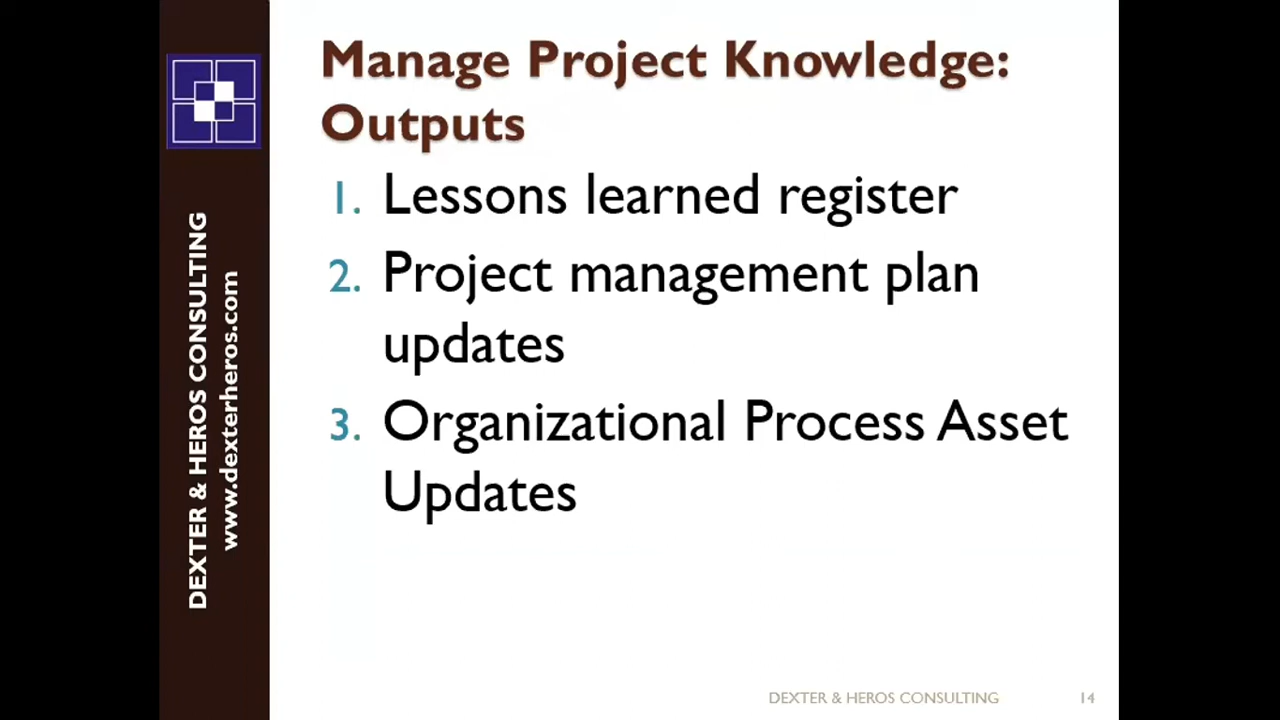 Manage Project Knowledge:
Outputs
1. Lessons learned register
2. Project management plan
updates
3. Organizational Process Asset
Updates
DEXTER & HEROS CONSULTING
www.dexterheros.com
DEXTER & HEROS CONSULTING 14